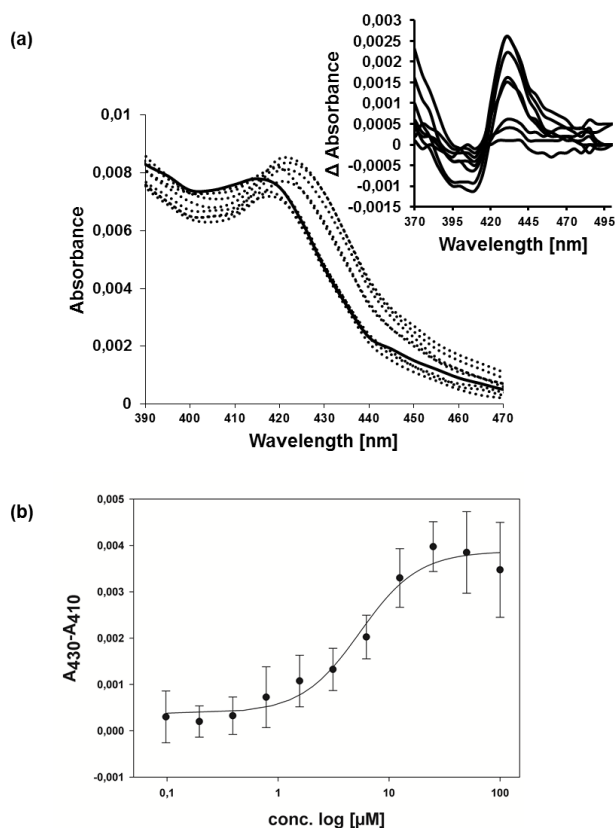 (a)
0,003
0,0025
0,002
0,0015
0,001
0,0005
0
-0,0005
-0,001
-0,0015
Δ Absorbance
370 395 420 445 470 495
Wavelength [nm]
0,01
0,008
0,006
0,004
0,002
0
Absorbance
390 400 410 420 430 440 450 460 470
Wavelength [nm]
(b)
0,005
0,004
0,003
0,002
0,001
0,000
-0,001
A430-A410
0,1 1 10 100
conc. log [µM]